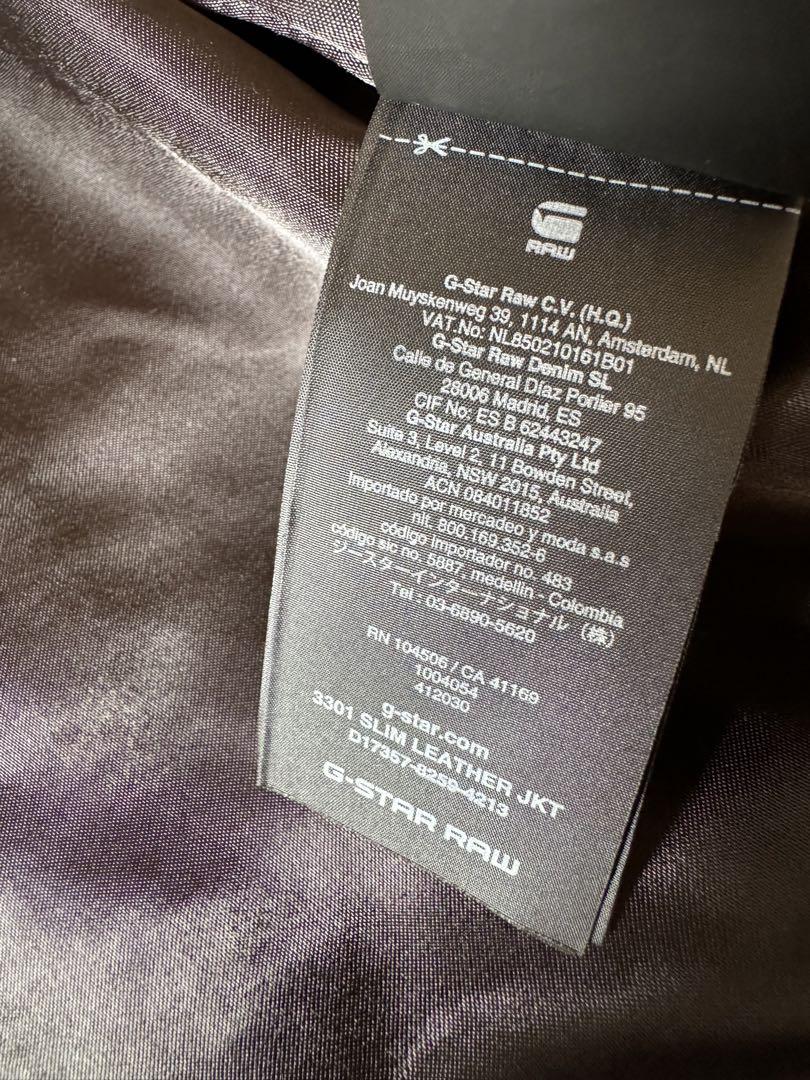 G
RAW
G-Star Raw C.V. (H.Q.)
Joan Muyskenweg 39, 1114 AN, Amsterdam, NL
VAT.No: NL850210161B01
G-Star Raw Denim SL
Calle de General Díaz Porlier 95
28006 Madrid, ES
CIF No: ES B 62443247
G-Star Australia Pty Ltd
Suite 3, Level 2, 11 Bowden Street,
Alexandria, NSW 2015, Australia
ACN 084011852
Importado por mercadeo y moda s.a.s
nit. 800.169.352-6
código Importador no. 483
código sic no. 5887, medellin - Colombia
ジースターインターナショナル（株）
Tel : 03-6890-5620
RN 104506 / CA 41169
1004054
412030
g-star.com
3301 SLIM LEATHER JKT
D17357-8259-4213
G-STAR RAW